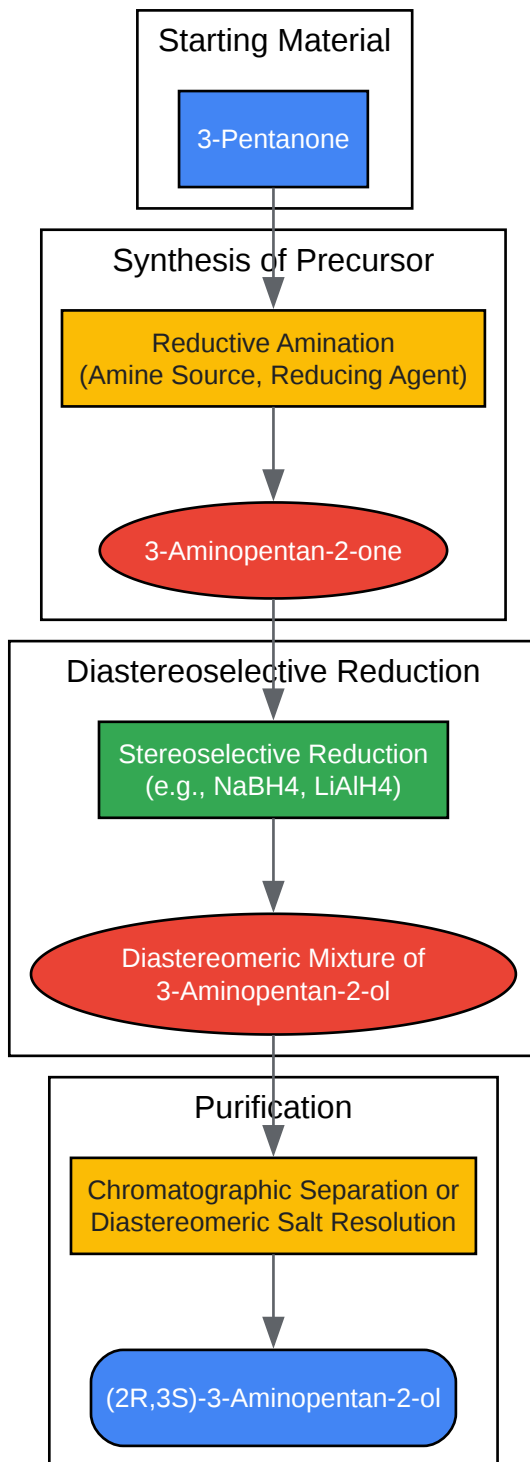 Starting Material
3-Pentanone
Synthesis of Precursor
Reductive Amination
(Amine Source, Reducing Agent)
3-Aminopentan-2-one
Diastereoselective Reduction
Stereoselective Reduction
(e.g., NaBH4, LiAlH4)
Diastereomeric Mixture of
3-Aminopentan-2-ol
Purification
Chromatographic Separation or
Diastereomeric Salt Resolution
(2R,3S)-3-Aminopentan-2-ol